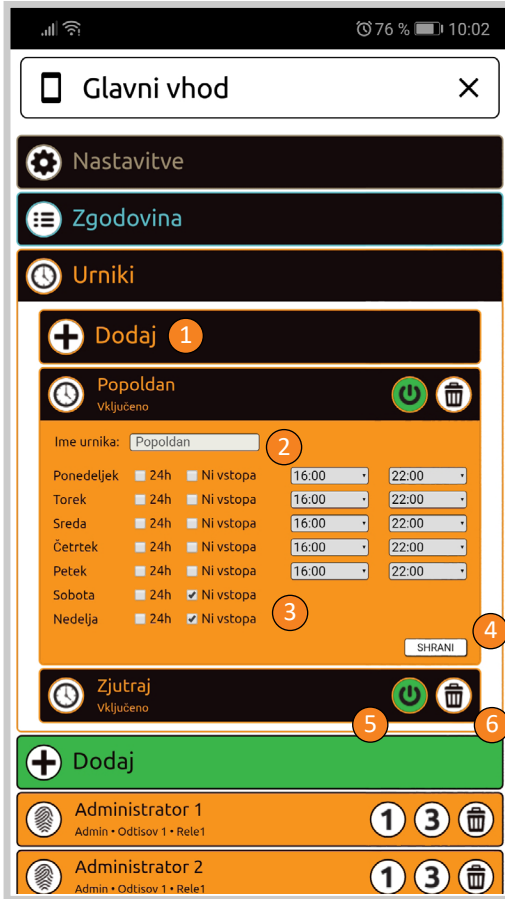 76 % 10:02
Glavni vhod
Nastavitve
Zgodovina
Urniki
Dodaj 1
Popoldan
Vključeno
Ime urnika: Popoldan 2
Ponedeljek 24h Ni vstopa 16:00 22:00
Torek 24h Ni vstopa 16:00 22:00
Sreda 24h Ni vstopa 16:00 22:00
Četrtek 24h Ni vstopa 16:00 22:00
Petek 24h Ni vstopa 16:00 22:00
Sobota 24h Ni vstopa
Nedelja 24h Ni vstopa 3
SHRANI 4
Zjutraj
Vključeno
5 6
Dodaj
Administrator 1
Admin • Odtisov 1 • Rele1
1 3
Administrator 2
Admin • Odtisov 1 • Rele1
1 3